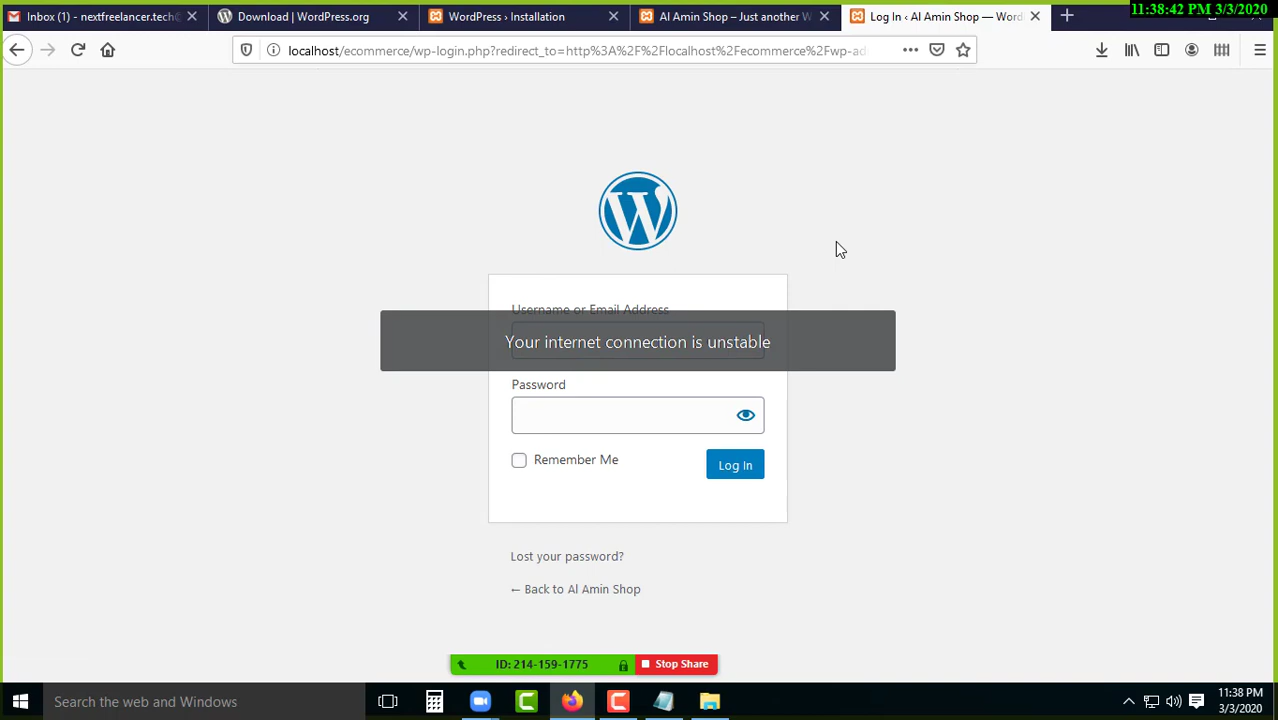 Inbox (1) - nextfreelancer.tech@
Download | WordPress.org
WordPress › Installation
Al Amin Shop – Just another W
Log In ‹ Al Amin Shop — Word
11:38:42 PM 3/3/2020
localhost/ecommerce/wp-login.php?redirect_to=http%3A%2F%2Flocalhost%2Fecommerce%2Fwp-ad
Username or Email Address
Your internet connection is unstable
Password
Remember Me
Log In
Lost your password?
← Back to Al Amin Shop
ID: 214-159-1775
Stop Share
Search the web and Windows
11:38 PM
3/3/2020